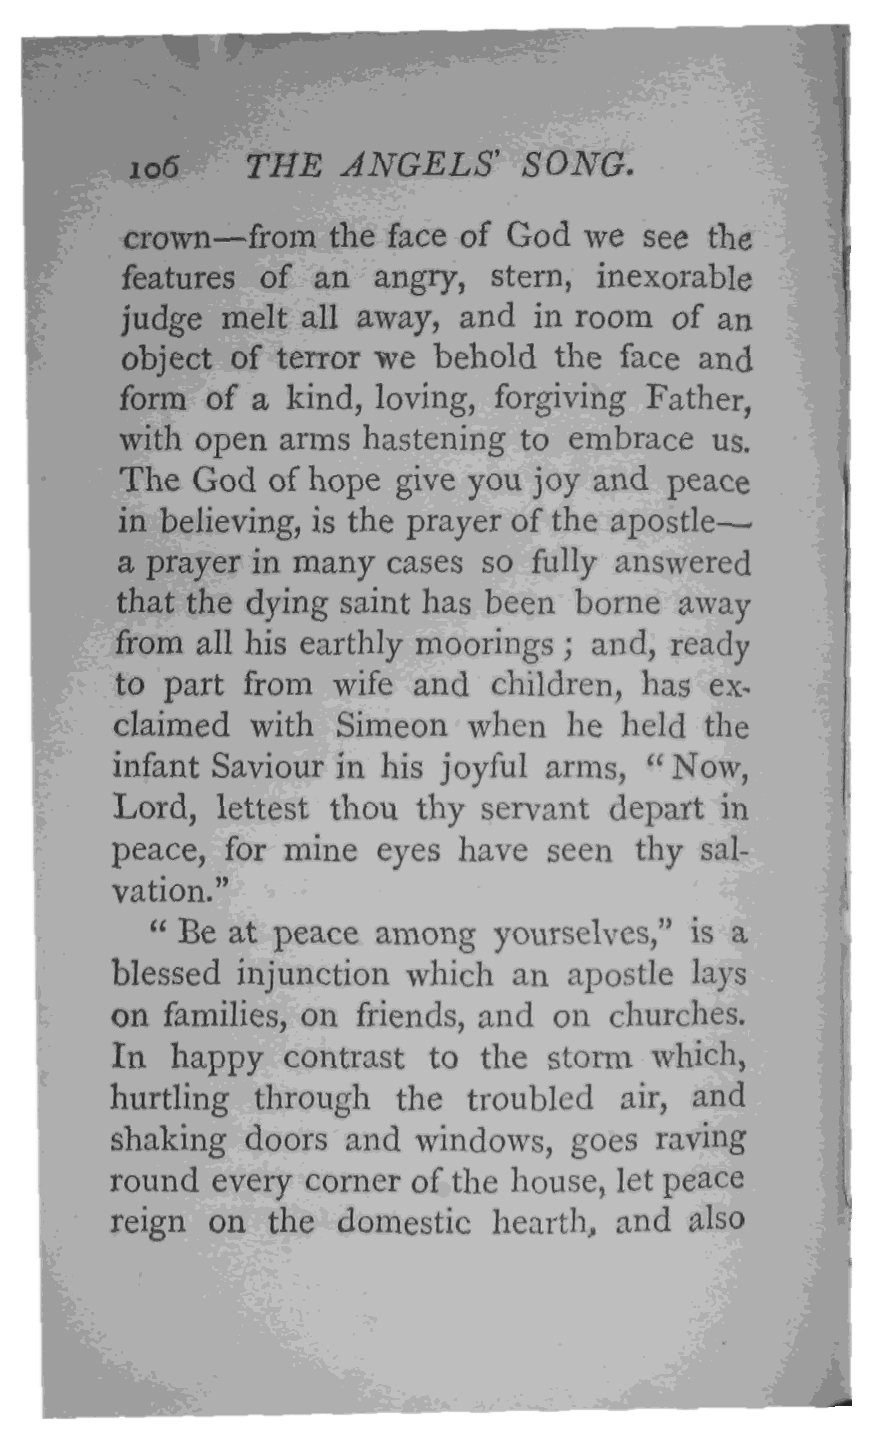 106 THE ANGELS' SONG.
crown—from the face of God we see the
features of an angry, stern, inexorable
judge melt all away, and in room of an
object of terror we behold the face and
form of a kind, loving, forgiving Father,
with open arms hastening to embrace us.
The God of hope give you joy and peace
in believing, is the prayer of the apostle—
a prayer in many cases so fully answered
that the dying saint has been borne away
from all his earthly moorings ; and, ready
to part from wife and children, has ex-
claimed with Simeon when he held the
infant Saviour in his joyful arms, “ Now,
Lord, lettest thou thy servant depart in
peace, for mine eyes have seen thy sal-
vation.”
“ Be at peace among yourselves,” is a
blessed injunction which an apostle lays
on families, on friends, and on churches.
In happy contrast to the storm which,
hurtling through the troubled air, and
shaking doors and windows, goes raving
round every corner of the house, let peace
reign on the domestic hearth, and also